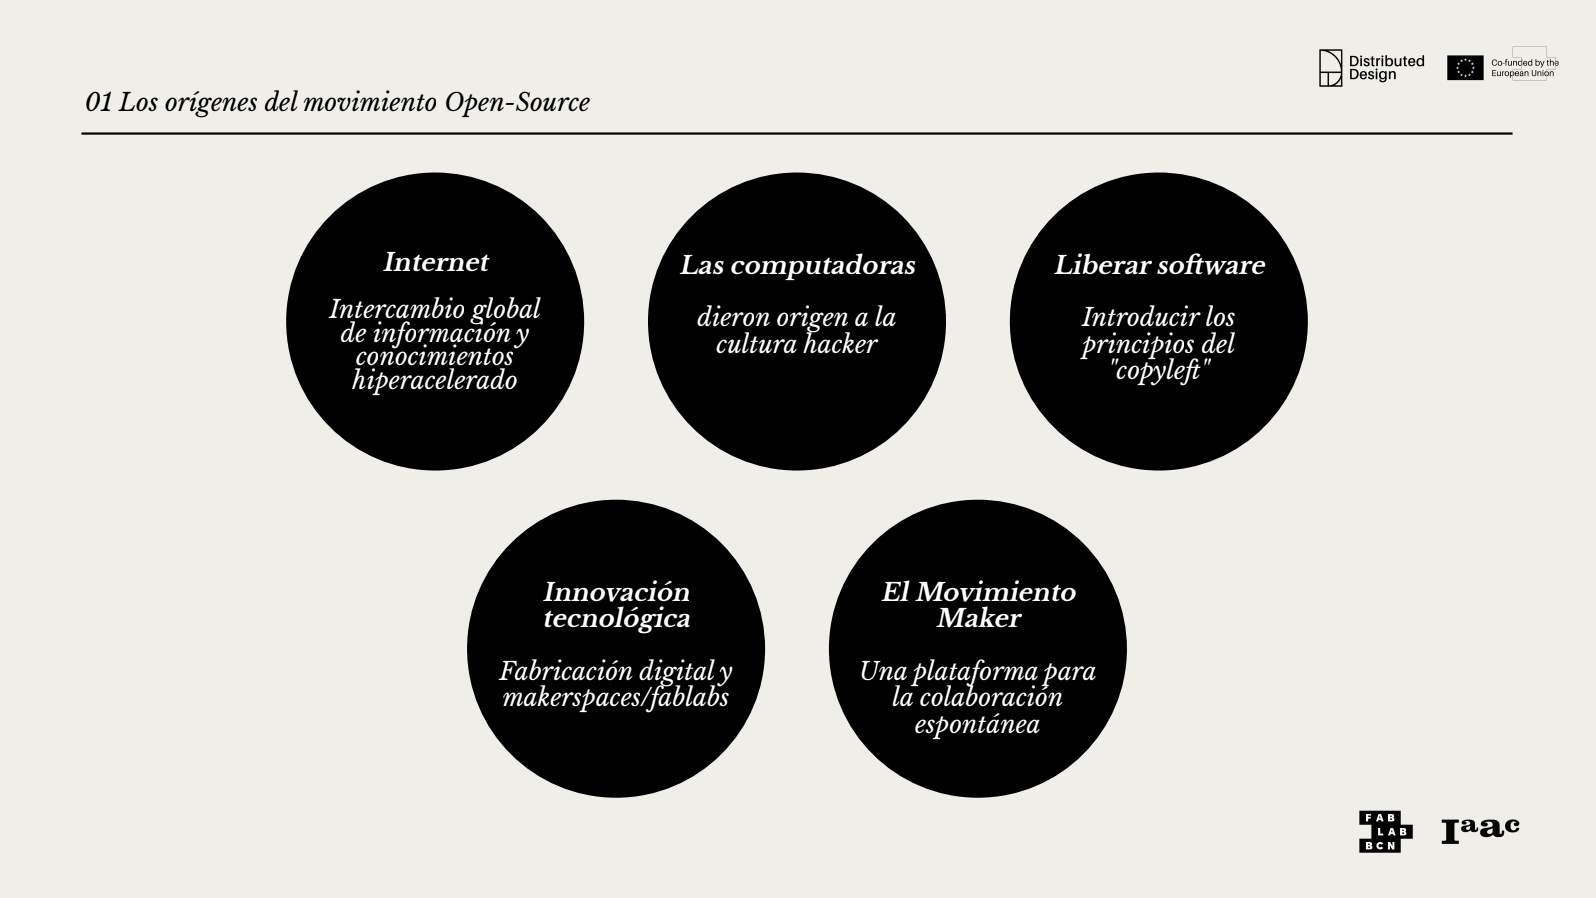 Distributed
Design
Co-funded by the
European Union
01 Los orígenes del movimiento Open-Source
Internet
Intercambio global
de información y
conocimientos
hiperacelerado
Las computadoras
dieron origen a la
cultura hacker
Liberar software
Introducir los
principios del
"copyleft"
Innovación
tecnológica
Fabricación digital y
makerspaces/fablabs
El Movimiento
Maker
Una plataforma para
la colaboración
espontánea
FAB
LAB
BCN
Iaac